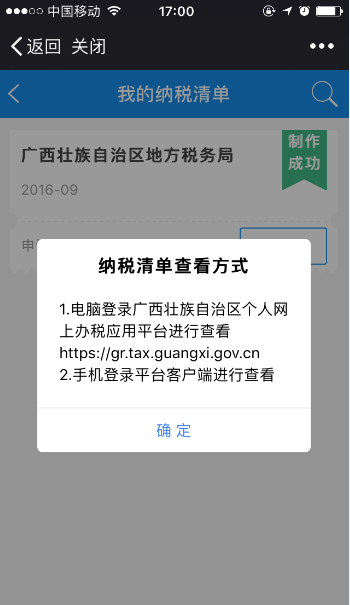 中国移动 17:00
返回 关闭
我的纳税清单
制作
成功
广西壮族自治区地方税务局
2016-09
纳税清单查看方式
1.电脑登录广西壮族自治区个人网
上办税应用平台进行查看
https://gr.tax.guangxi.gov.cn
2.手机登录平台客户端进行查看
确 定